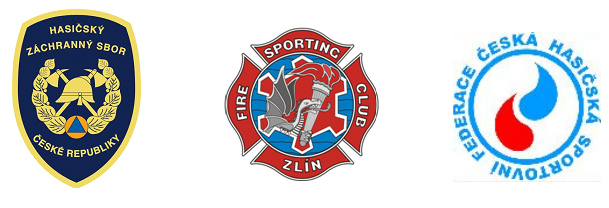 HASIČSKÝ
ZÁCHRANNÝ SBOR
ČESKÉ REPUBLIKY
FIRE
SPORTING
CLUB
ZLÍN
ČESKÁ HASIČSKÁ
SPORTOVNÍ FEDERACE